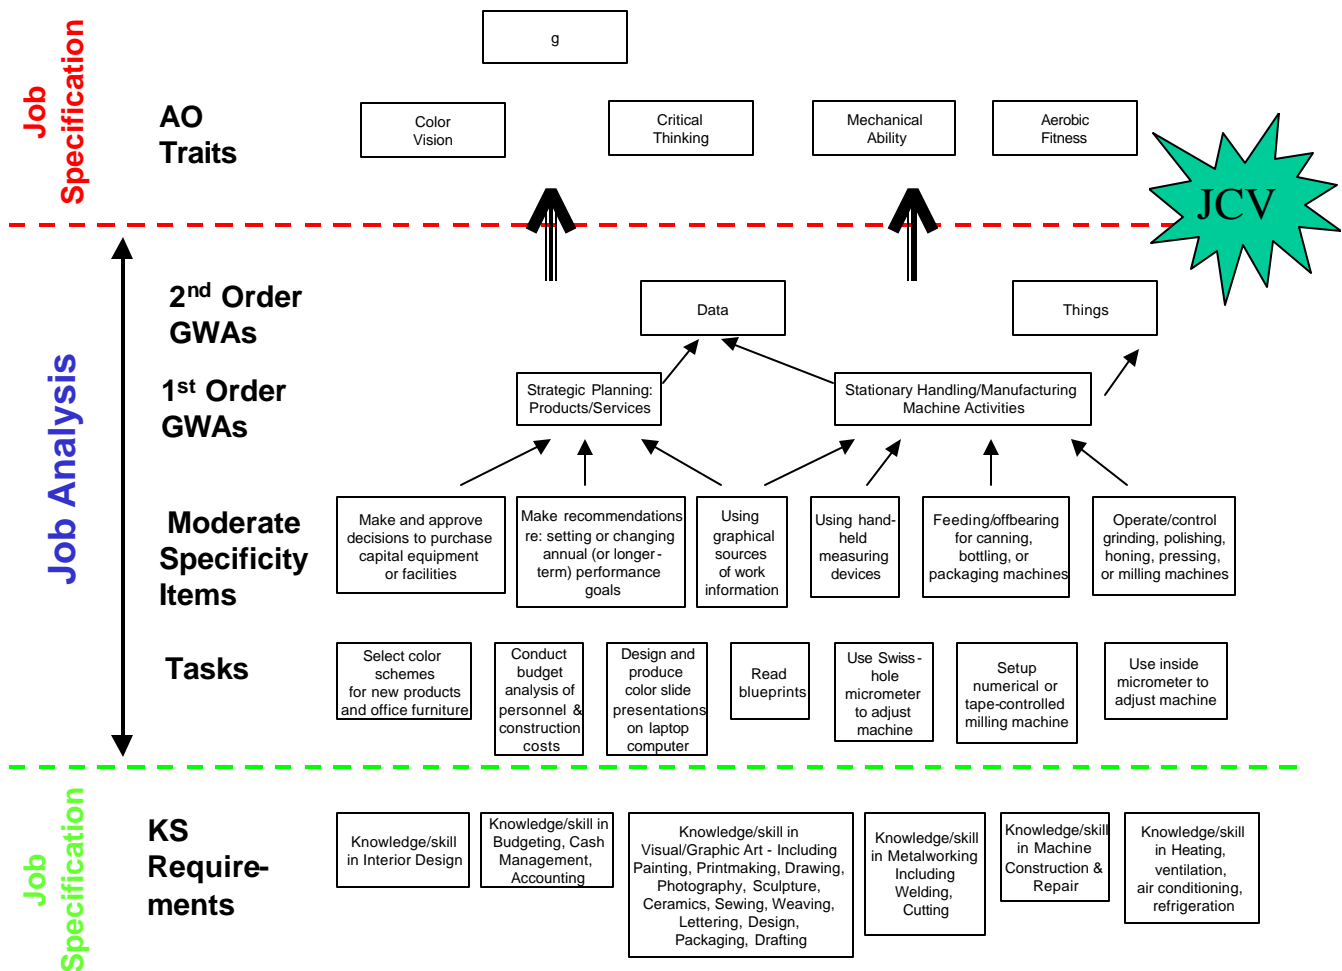 g
Job
Specification
AO
Traits
Color
Vision
Critical
Thinking
Mechanical
Ability
Aerobic
Fitness
JCV
Job Analysis
2nd Order
GWAs
Data
Things
1st Order
GWAs
Strategic Planning:
Products/Services
Stationary Handling/Manufacturing
Machine Activities
Moderate
Specificity
Items
Make and approve
decisions to purchase
capital equipment
or facilities
Make recommendations
re: setting or changing
annual (or longer-
term) performance
goals
Using
graphical
sources
of work
information
Using hand-
held
measuring
devices
Feeding/offbearing
for canning,
bottling, or
packaging machines
Operate/control
grinding, polishing,
honing, pressing,
or milling machines
Tasks
Select color
schemes
for new products
and office furniture
Conduct
budget
analysis of
personnel &
construction
costs
Design and
produce
color slide
presentations
on laptop
computer
Read
blueprints
Use Swiss-
hole
micrometer
to adjust
machine
Setup
numerical or
tape-controlled
milling machine
Use inside
micrometer to
adjust machine
Job
Specification
KS
Require-
ments
Knowledge/skill
in Interior Design
Knowledge/skill in
Budgeting, Cash
Management,
Accounting
Knowledge/skill in
Visual/Graphic Art - Including
Painting, Printmaking, Drawing,
Photography, Sculpture,
Ceramics, Sewing, Weaving,
Lettering, Design,
Packaging, Drafting
Knowledge/skill
in Metalworking
Including
Welding,
Cutting
Knowledge/skill
in Machine
Construction &
Repair
Knowledge/skill
in Heating,
ventilation,
air conditioning,
refrigeration